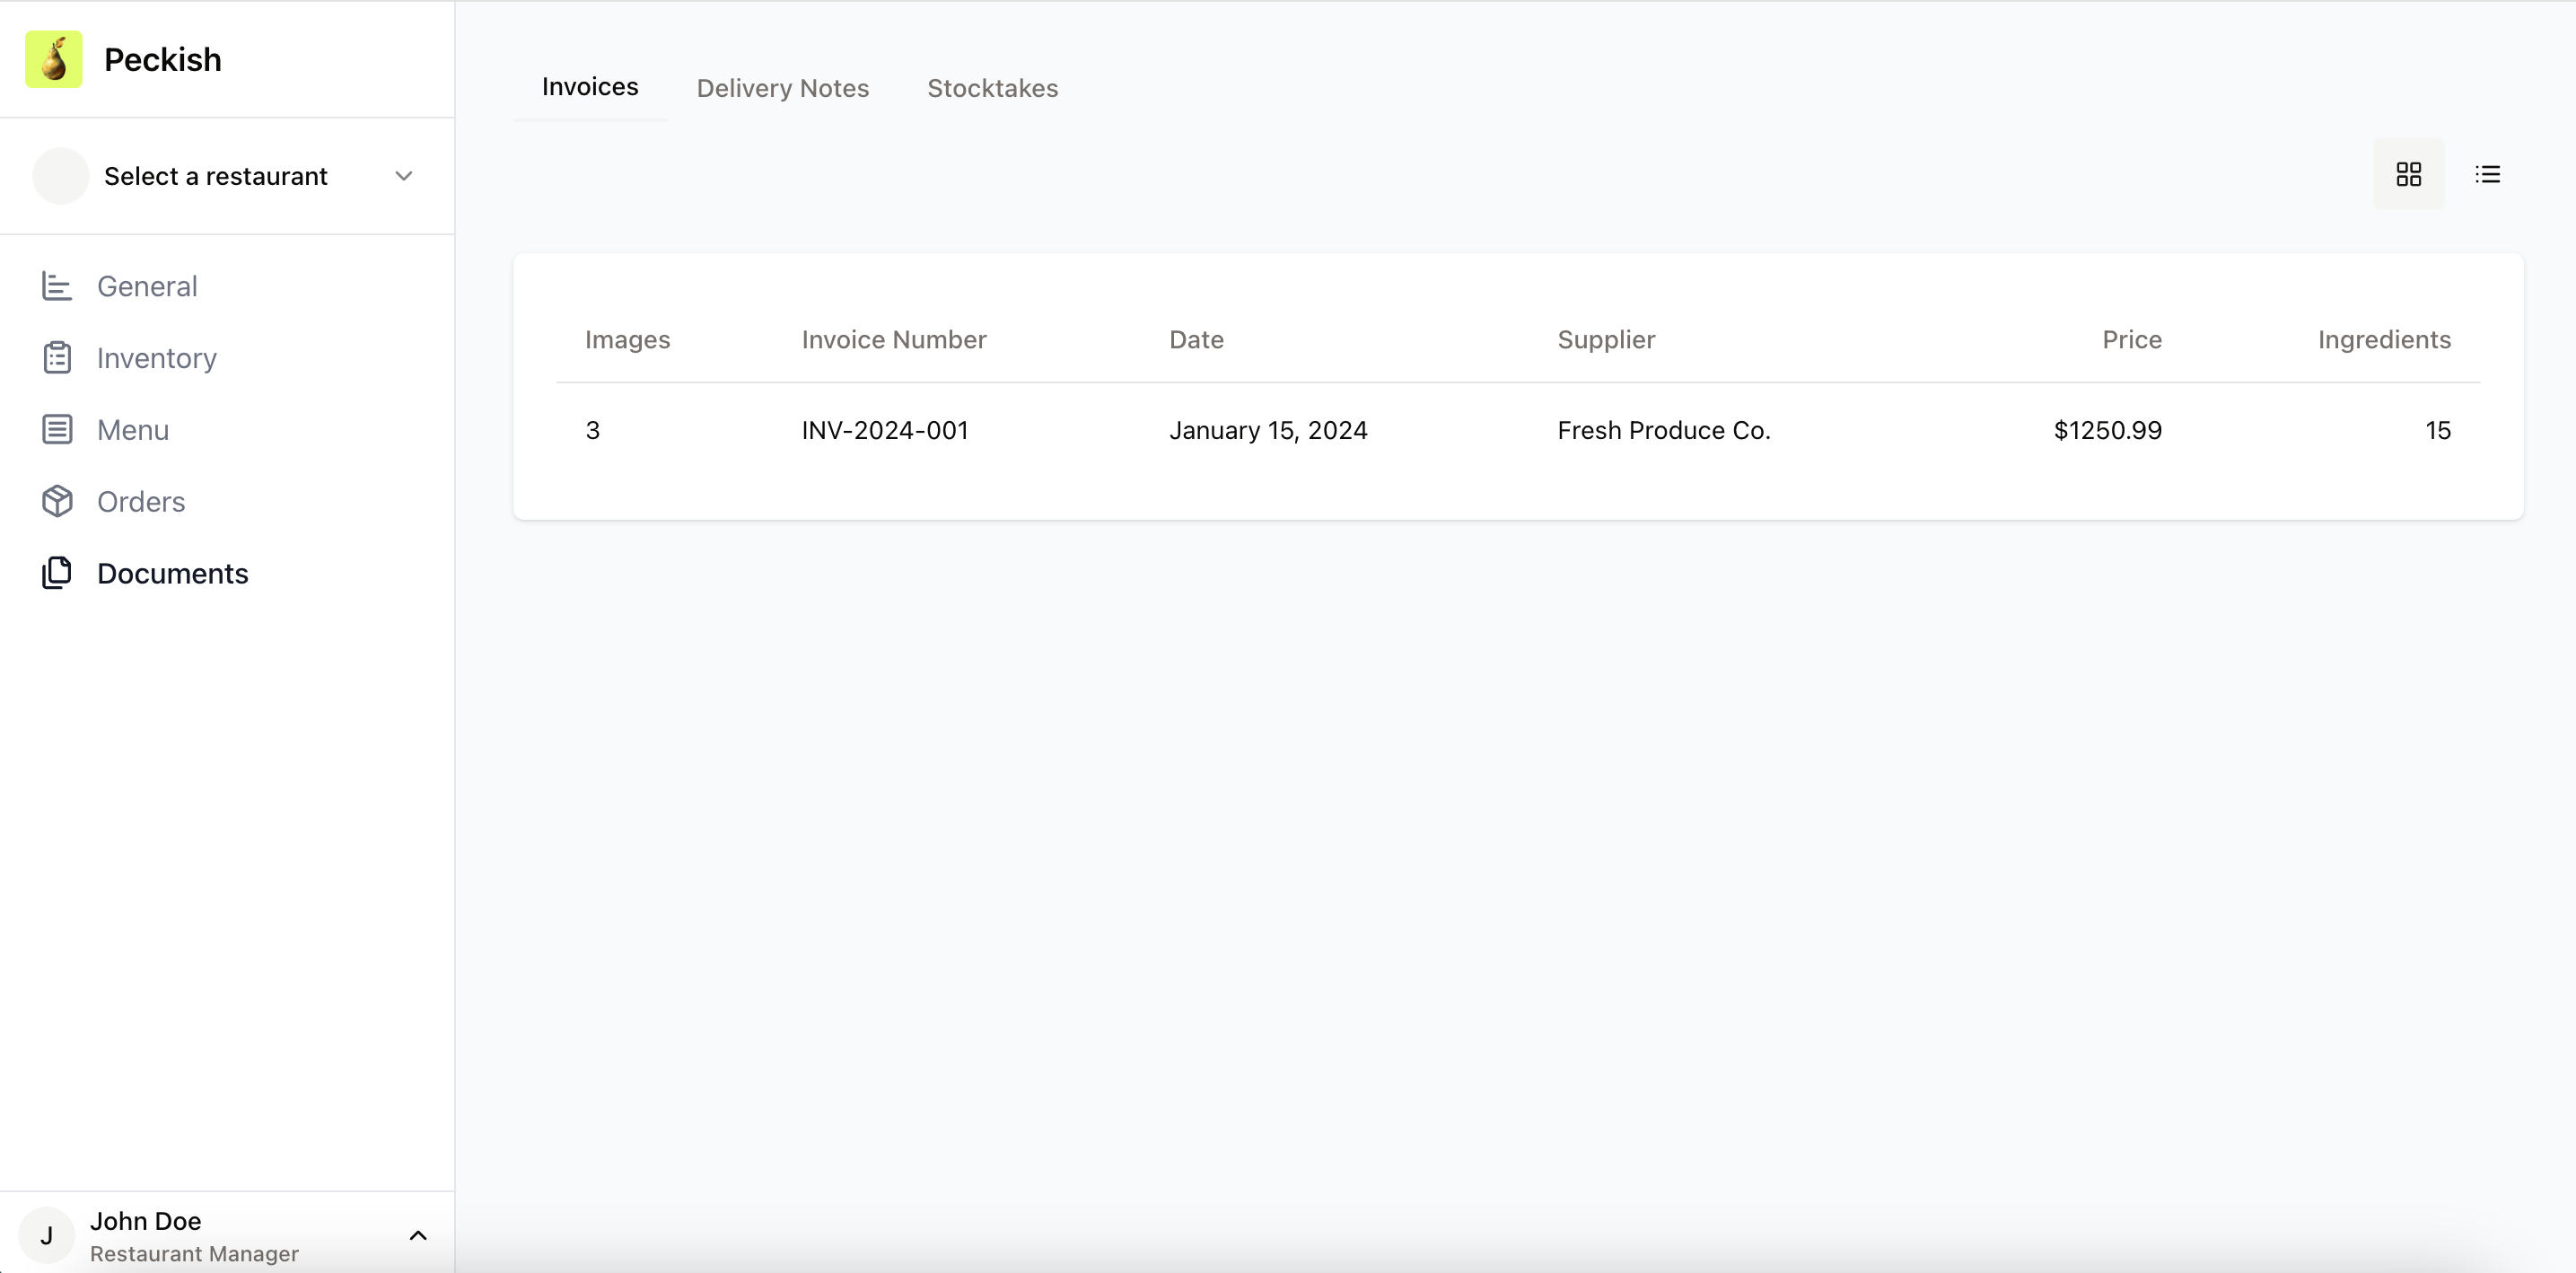 Peckish
Select a restaurant
General
Inventory
Menu
Orders
Documents
John Doe
Restaurant Manager
J
Invoices Delivery Notes Stocktakes
Images Invoice Number Date Supplier Price Ingredients
3 INV-2024-001 January 15, 2024 Fresh Produce Co. $1250.99 15